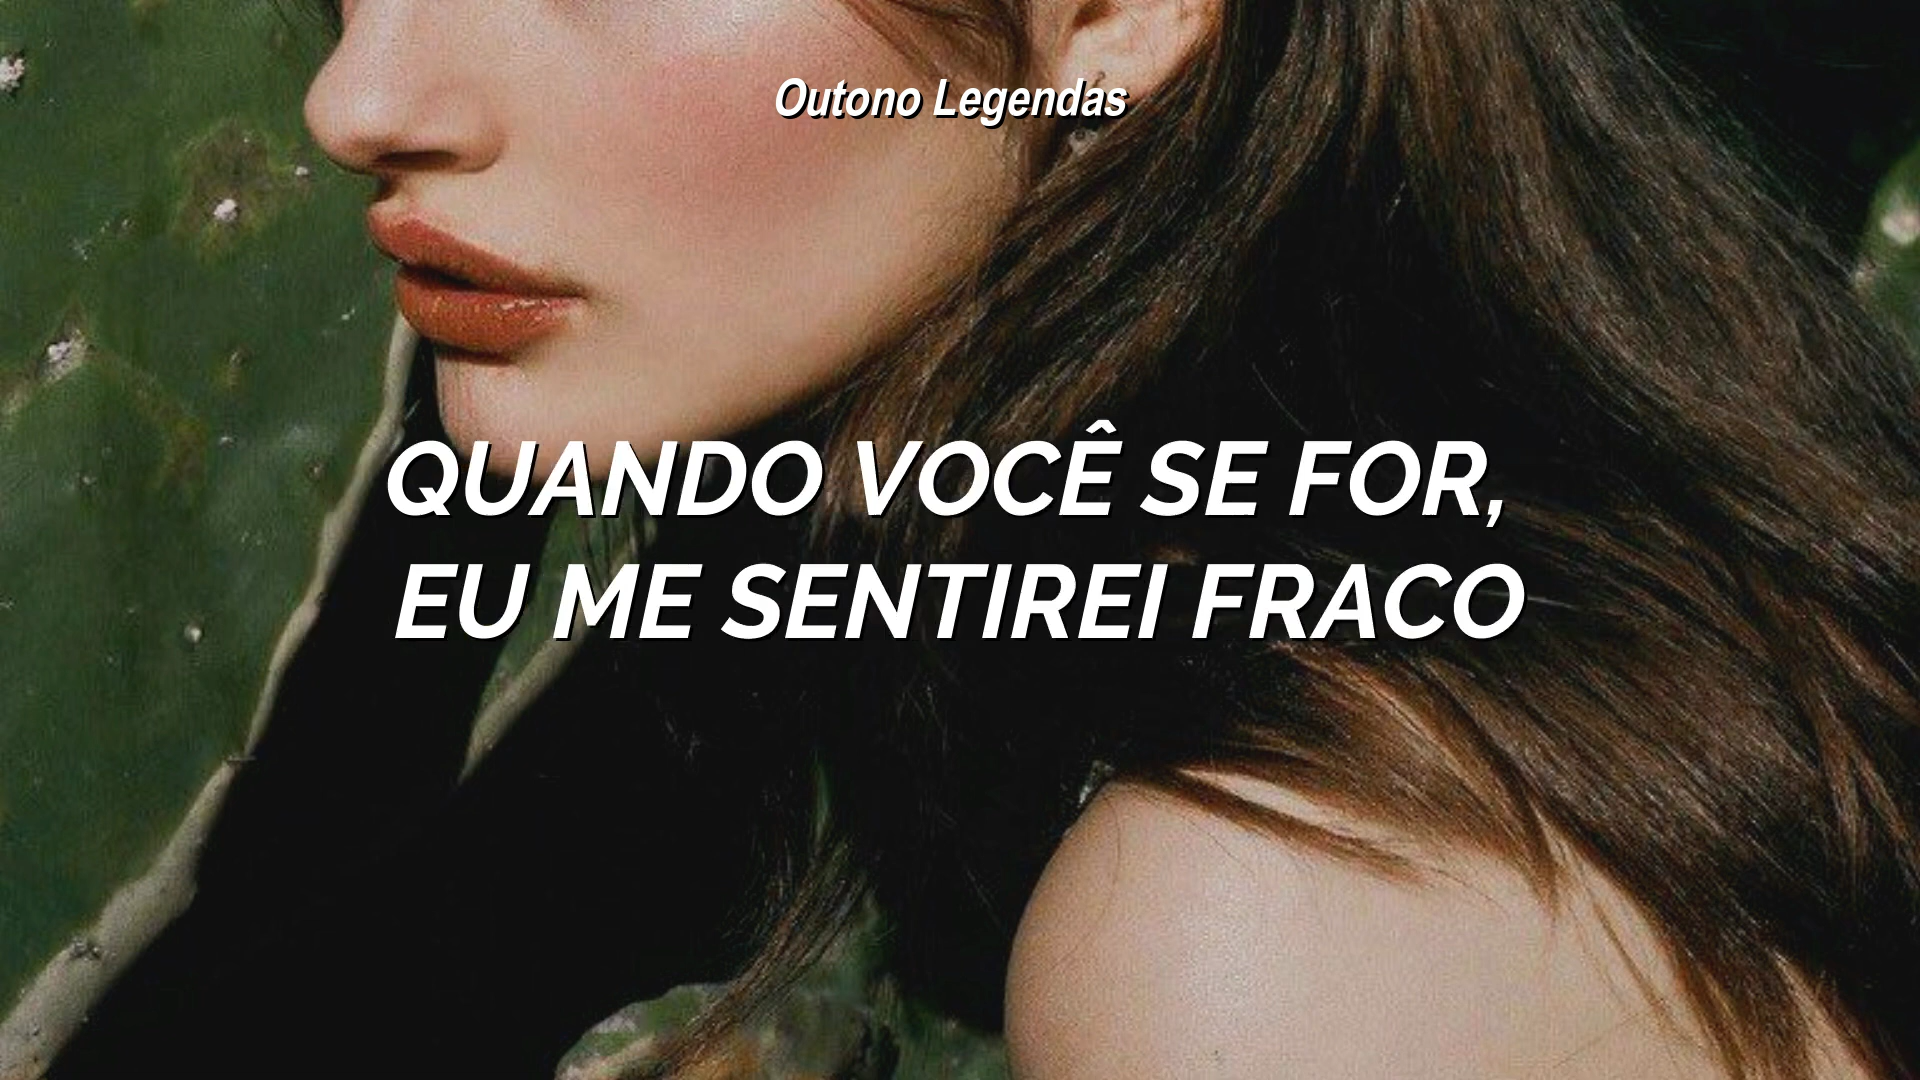 Outono Legendas
QUANDO VOCÊ SE FOR,
EU ME SENTIREI FRACO